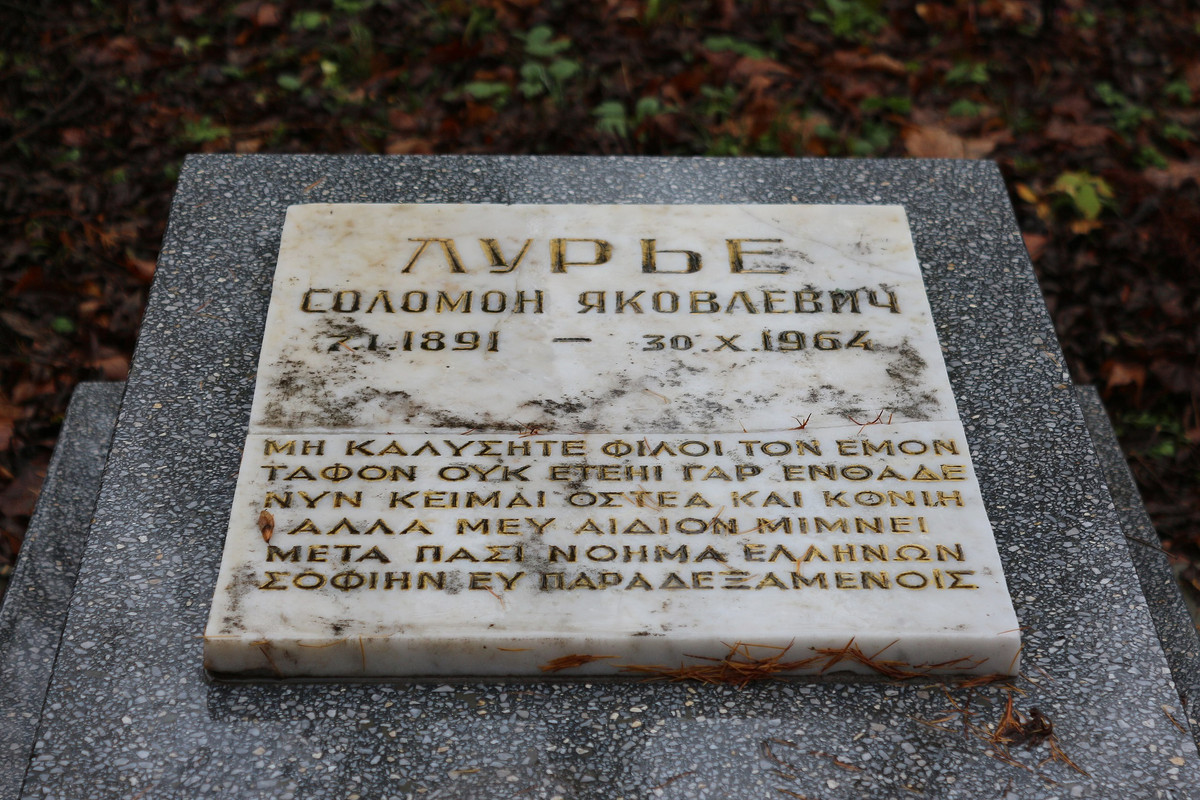 ЛУРЬЕ
СОЛОМОН ЯКОВЛЕВИЧ
7.I.1891 – 30.X.1964
ΜΗ ΚΑΛΥΣΗΤΕ ΦΙΛΟΙ ΤΟΝ ΕΜΟΝ
ΤΑΦΟΝ ΟΥΚ ΕΤΕΗΙ ΓΑΡ ΕΝΘΑΔΕ
ΝΥΝ ΚΕΙΜΑΙ ΟΣΤΕΑ ΚΑΙ ΚΟΝΙΗ
ΑΛΛΑ ΜΕΥ ΑΙΔΙΟΝ ΜΙΜΝΕΙ
ΜΕΤΑ ΠΑΣΙ ΝΟΗΜΑ ΕΛΛΗΝΩΝ
ΣΟΦΙΗΝ ΕΥ ΠΑΡΑΔΕΞΑΜΕΝΟΙΣ